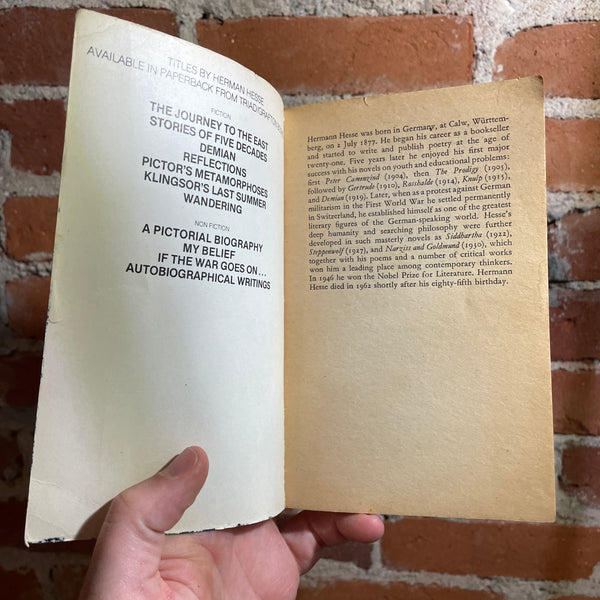 TITLES BY HERMAN HESSE
AVAILABLE IN PAPERBACK FROM TRIAD/GRAFTON
FICTION
THE JOURNEY TO THE EAST
STORIES OF FIVE DECADES
DEMIAN
REFLECTIONS
PICTOR'S METAMORPHOSES
KLINGSOR'S LAST SUMMER
WANDERING
NON FICTION
A PICTORIAL BIOGRAPHY
MY BELIEF
IF THE WAR GOES ON...
AUTOBIOGRAPHICAL WRITINGS
Hermann Hesse was born in Germany, at Calw, Württem-
berg, on a July 1877. He began his career as a bookseller
and started to write and publish poetry at the age of
twenty-one. Five years later he enjoyed his first major
success with his novels on youth and educational problems:
first Peter Camenzind (1904), then The Prodigy (1905),
followed by Gertrude (1910), Rosshalde (1914), Knulp (1915),
and Demian (1919). Later, when as a protest against German
militarism in the First World War he settled permanently
in Switzerland, he established himself as one of the greatest
literary figures of the German-speaking world. Hesse's
deep humanity and searching philosophy were further
developed in such masterly novels as Siddhartha (1922),
Steppenwolf (1927), and Narziss and Goldmund (1930), which
together with his poems and a number of critical works
won him a leading place among contemporary thinkers.
In 1946 he won the Nobel Prize for Literature. Hermann
Hesse died in 1962 shortly after his eighty-fifth birthday.